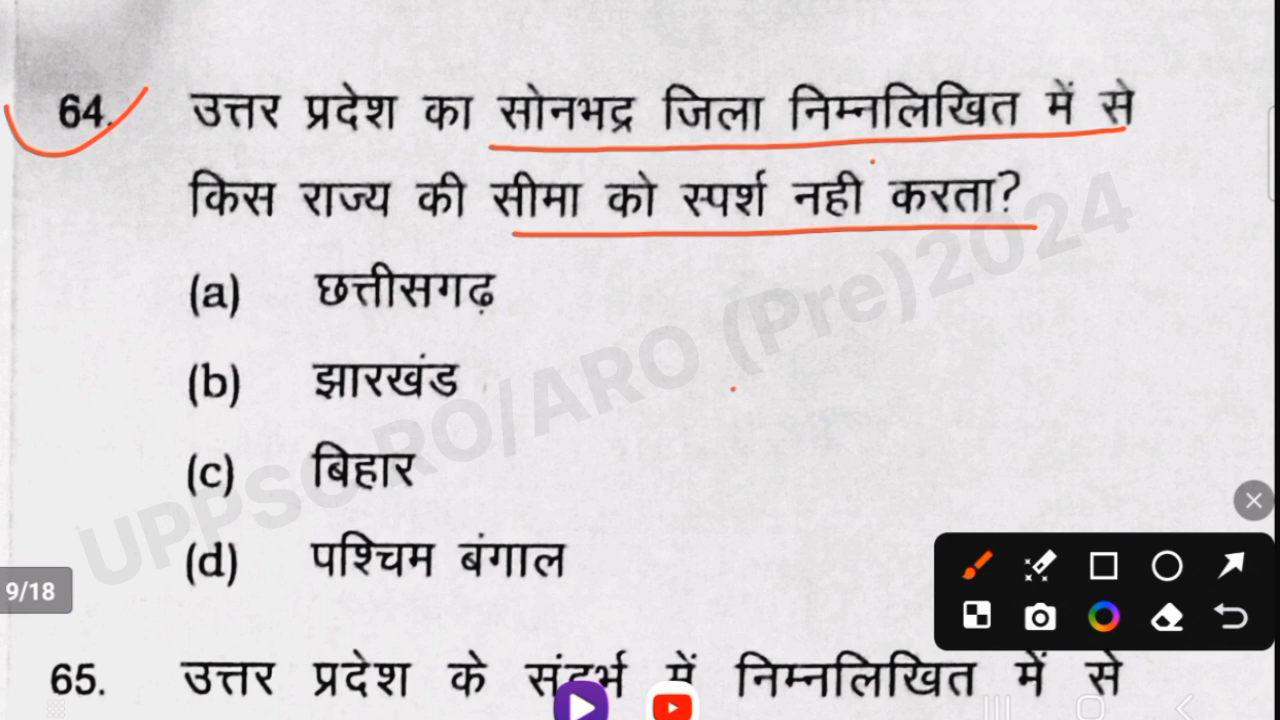 64. उत्तर प्रदेश का सोनभद्र जिला निम्नलिखित में से
किस राज्य की सीमा को स्पर्श नही करता?
(a) छत्तीसगढ़
(b) झारखंड
(c) बिहार
(d) पश्चिम बंगाल
UPPSC RO/ARO (Pre) 2024
9/18
65. उत्तर प्रदेश के संदर्भ में निम्नलिखित में से